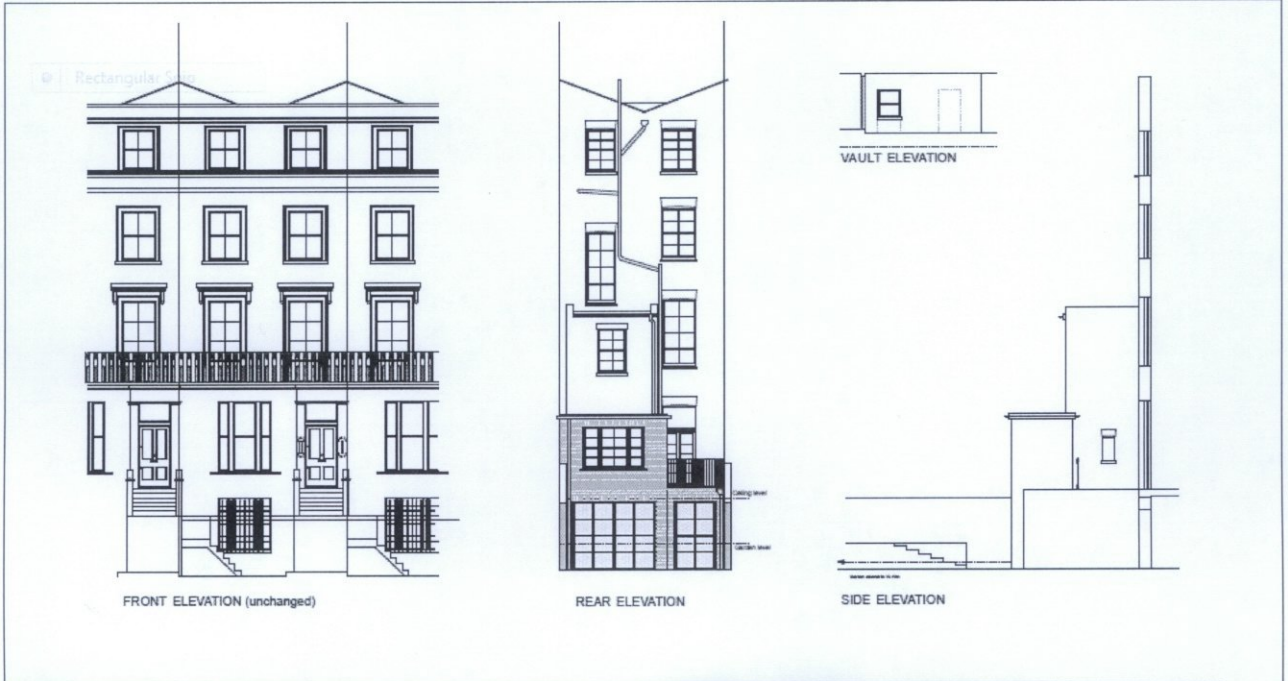 Rectangular Snip
VAULT ELEVATION
Ceiling level
Garden level
FRONT ELEVATION (unchanged)
REAR ELEVATION
SIDE ELEVATION